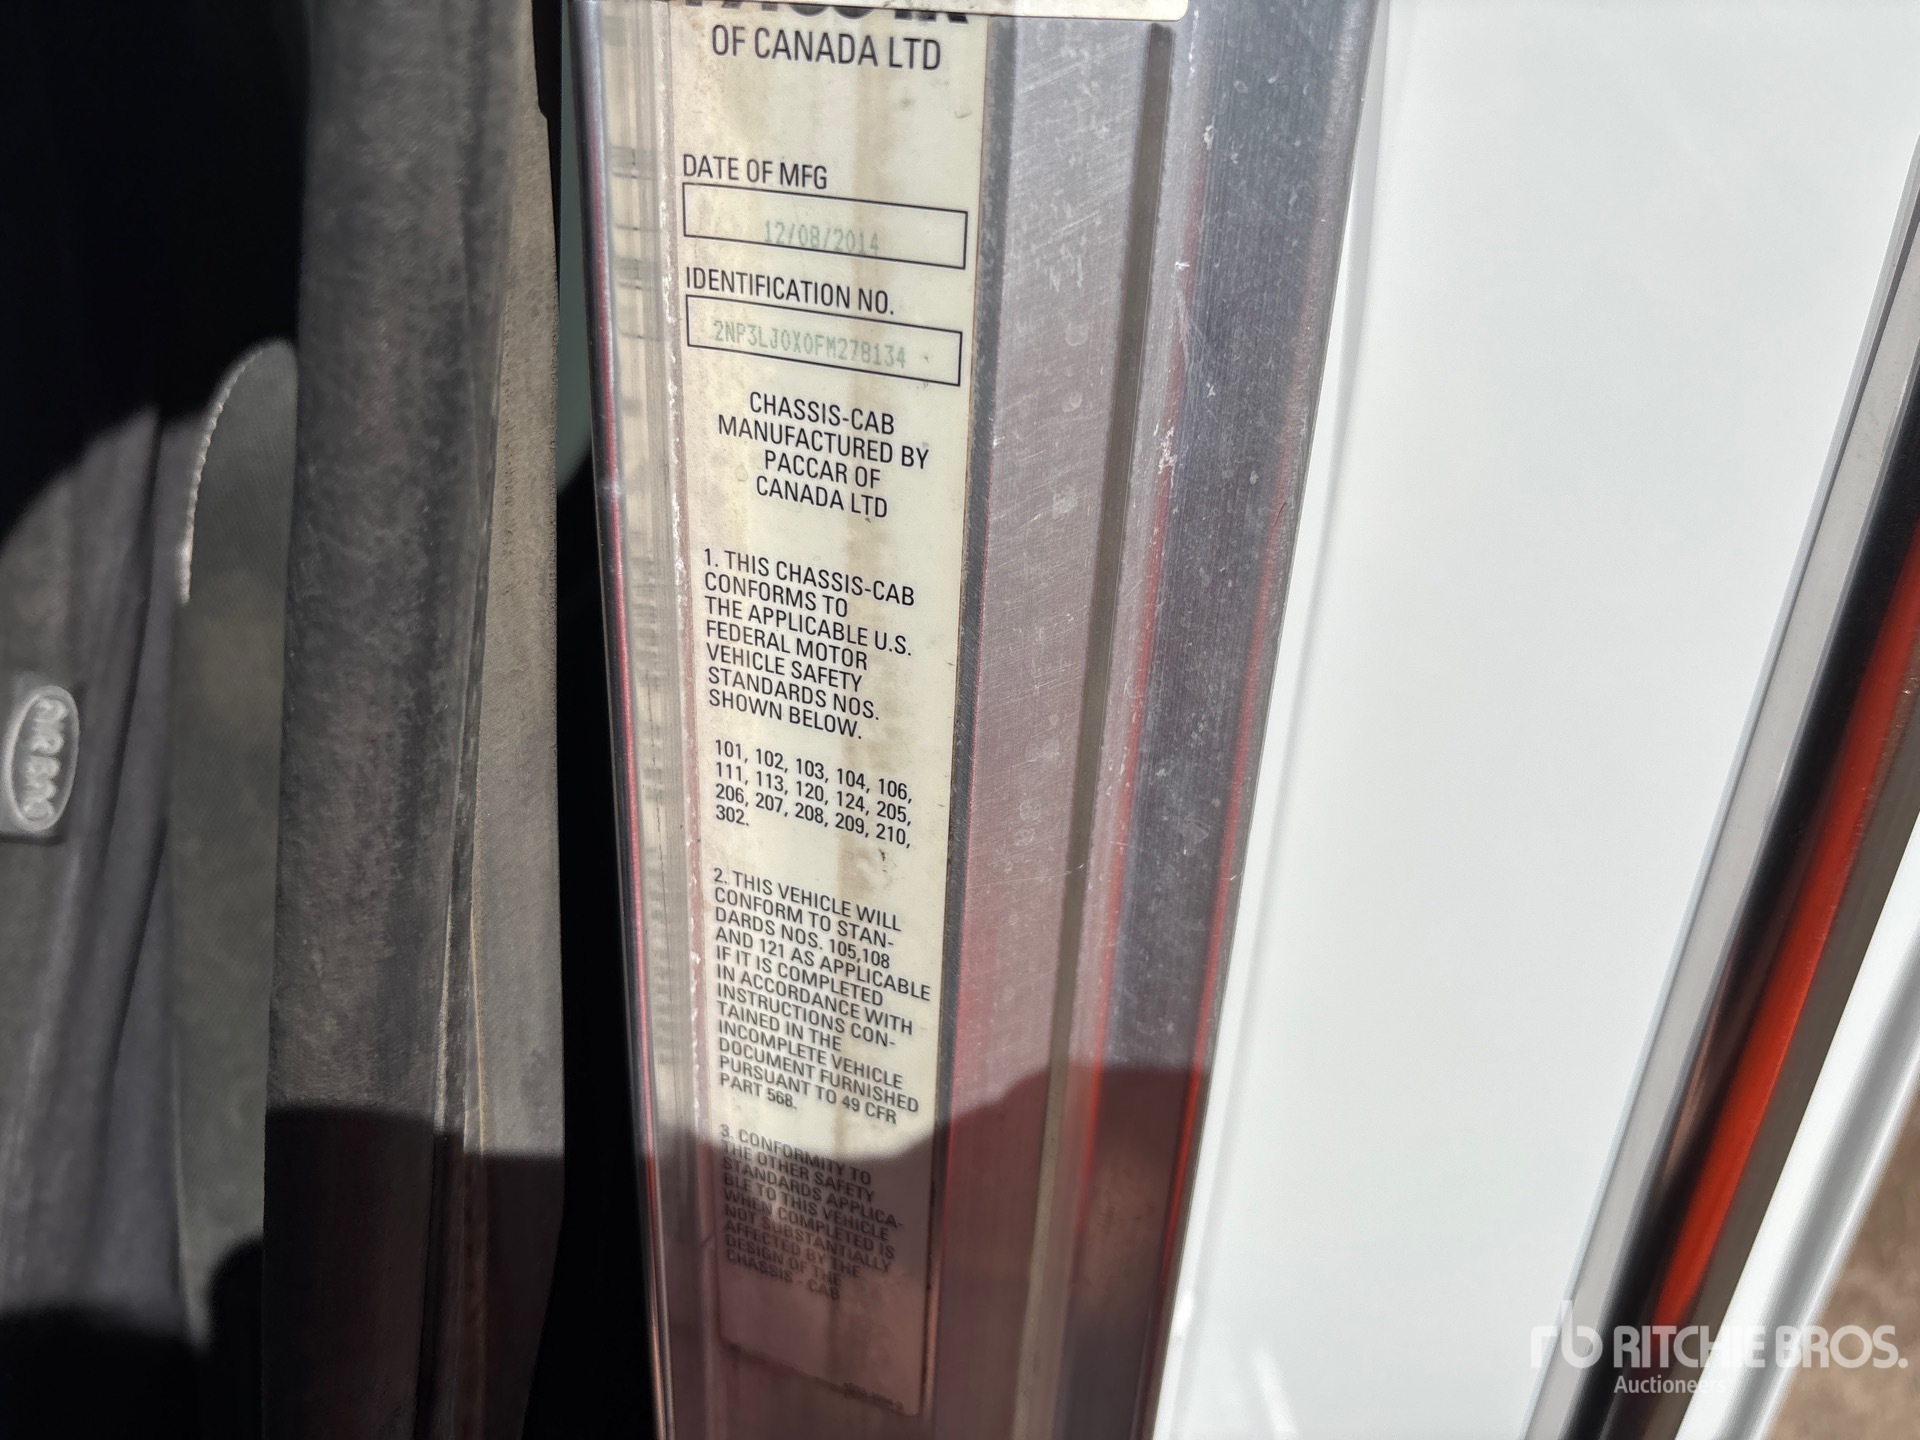 OF CANADA LTD
DATE OF MFG
12/08/2014
IDENTIFICATION NO.
2NP3LJ0X0FM278134
CHASSIS-CAB
MANUFACTURED BY
PACCAR OF
CANADA LTD
1. THIS CHASSIS-CAB
CONFORMS TO
THE APPLICABLE U.S.
FEDERAL MOTOR
VEHICLE SAFETY
STANDARDS NOS.
SHOWN BELOW.
101, 102, 103, 104, 106,
111, 113, 120, 124, 205,
206, 207, 208, 209, 210,
302.
2. THIS VEHICLE WILL
CONFORM TO STAN-
DARDS NOS. 105,108
AND 121 AS APPLICABLE
IF IT IS COMPLETED
IN ACCORDANCE WITH
INSTRUCTIONS CON-
TAINED IN THE
INCOMPLETE VEHICLE
DOCUMENT FURNISHED
PURSUANT TO 49 CFR
PART 568.
3. CONFORMITY TO
THE OTHER SAFETY
STANDARDS APPLICA-
BLE TO THIS VEHICLE
WHEN COMPLETED IS
NOT SUBSTANTIALLY
AFFECTED BY THE
DESIGN OF THE
CHASSIS - CAB
rb RITCHIE BROS.
Auctioneers